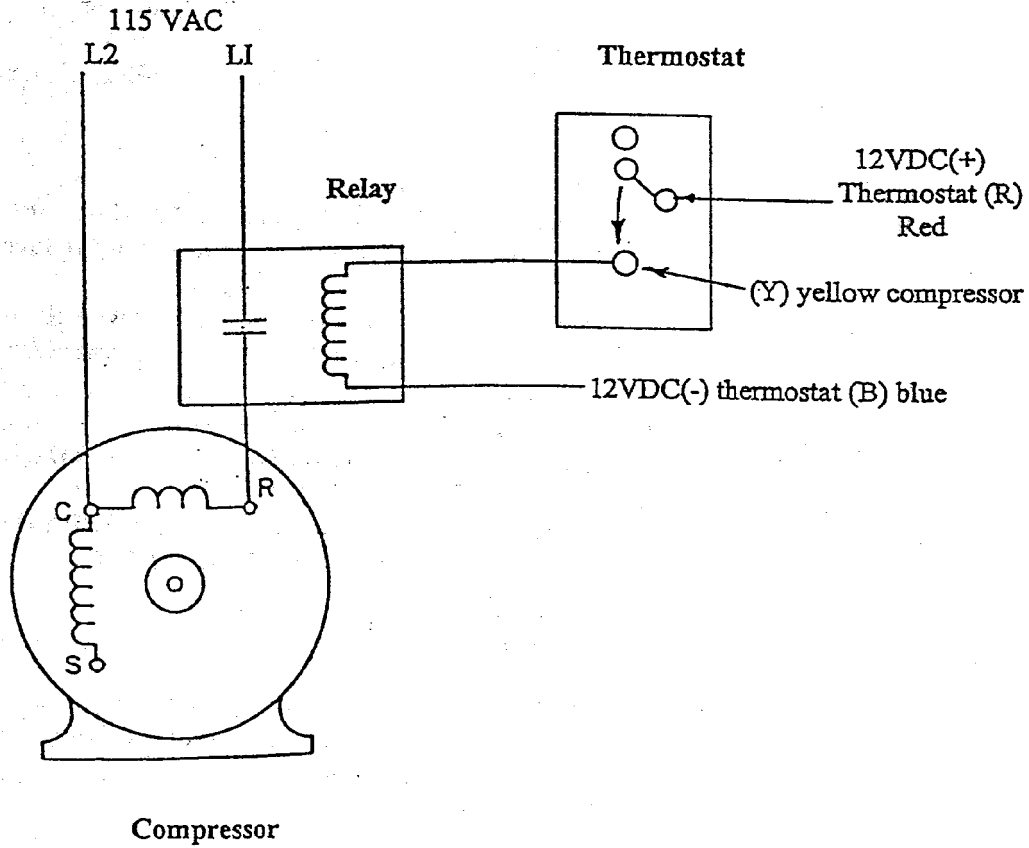 115 VAC
L2 LI
Thermostat
Relay
12VDC(+)
Thermostat (R)
Red
(Y) yellow compressor
12VDC(-) thermostat (B) blue
C
R
S
Compressor